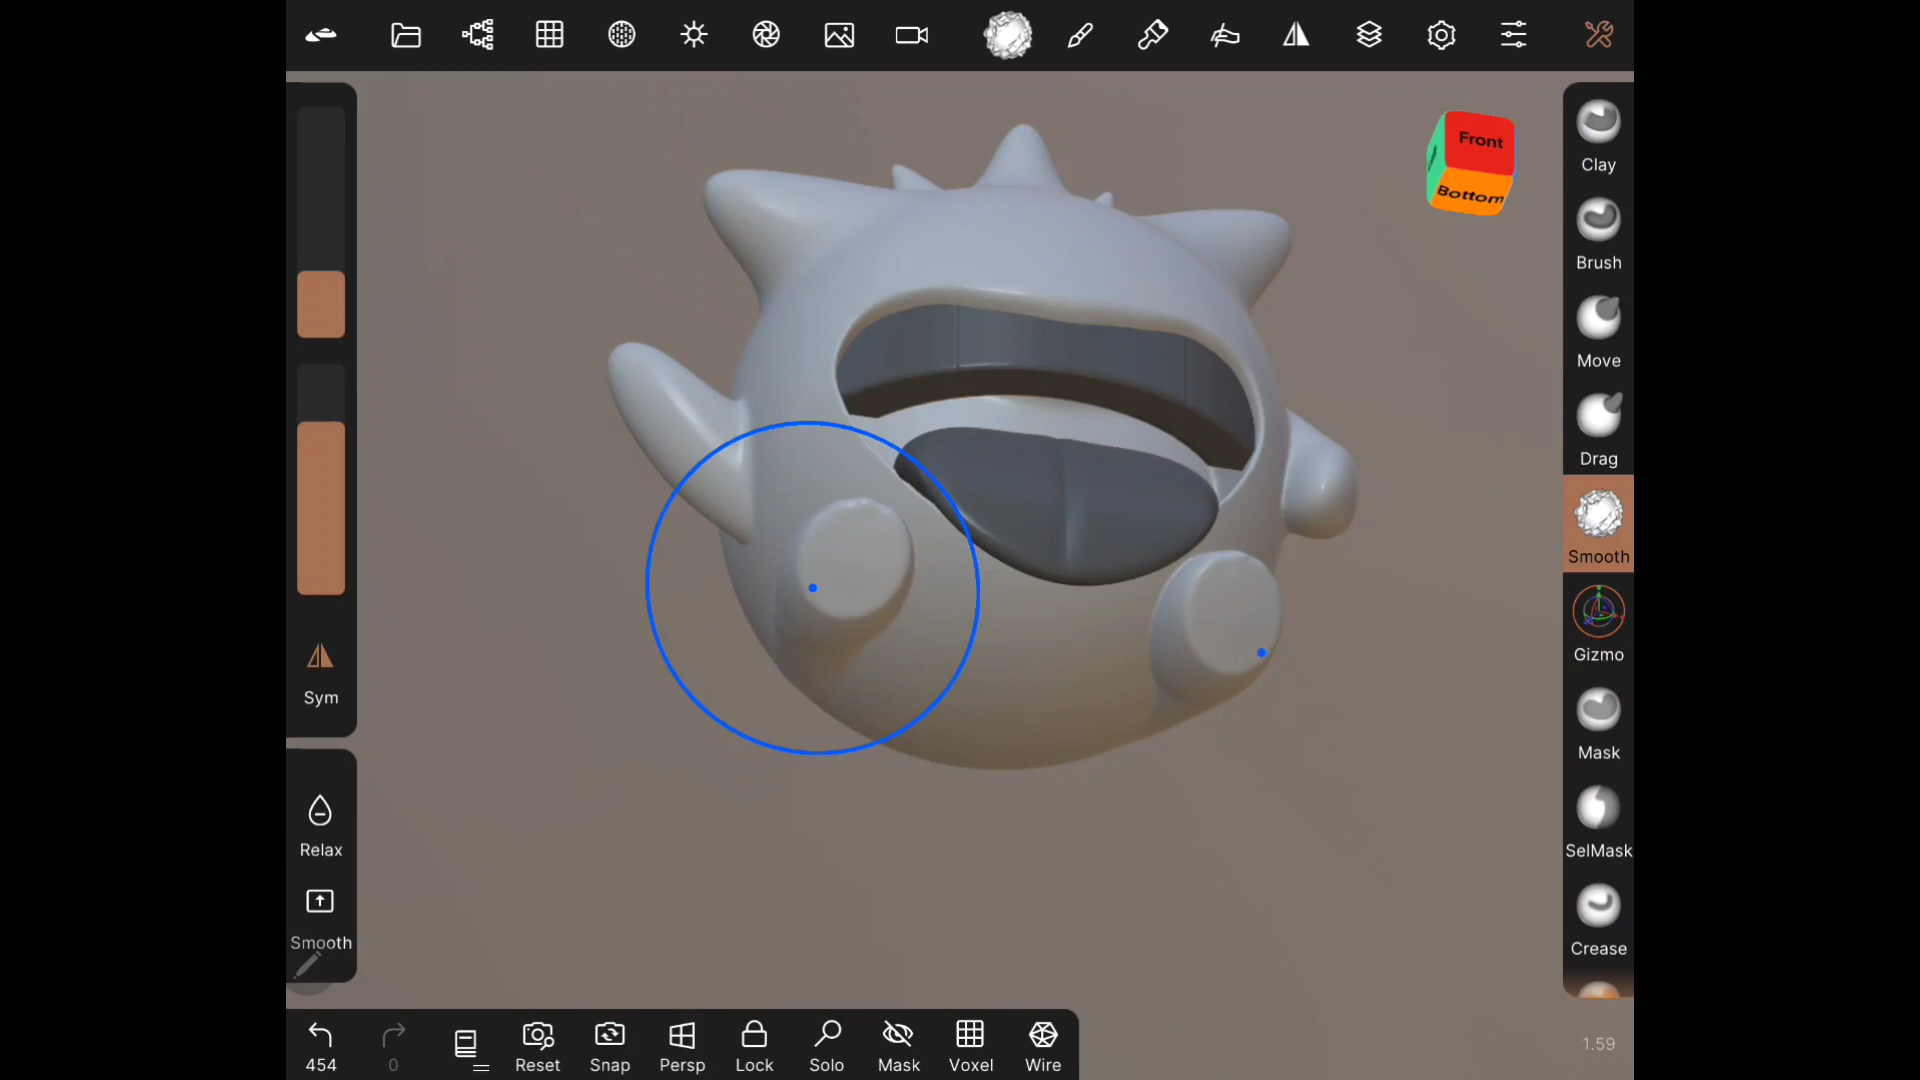 Front
Bottom
Clay
Brush
Move
Drag
Smooth
Gizmo
Mask
SelMask
Crease
Sym
Relax
Smooth
454
0
Reset
Snap
Persp
Lock
Solo
Mask
Voxel
Wire
1.59